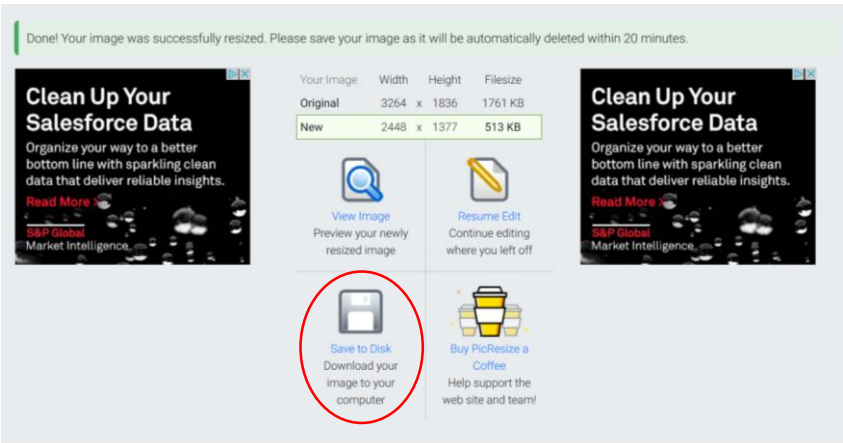 Done! Your image was successfully resized. Please save your image as it will be automatically deleted within 20 minutes.
Clean Up Your
Salesforce Data
Organize your way to a better
bottom line with sparkling clean
data that deliver reliable insights.
Read More >
S&P Global
Market Intelligence
Your Image Width Height Filesize
Original 3264 x 1836 1761 KB
New 2448 x 1377 513 KB
View Image
Preview your newly
resized image
Resume Edit
Continue editing
where you left off
Save to Disk
Download your
image to your
computer
Buy PicResize a
Coffee
Help support the
web site and team!
Clean Up Your
Salesforce Data
Organize your way to a better
bottom line with sparkling clean
data that deliver reliable insights.
Read More >
S&P Global
Market Intelligence